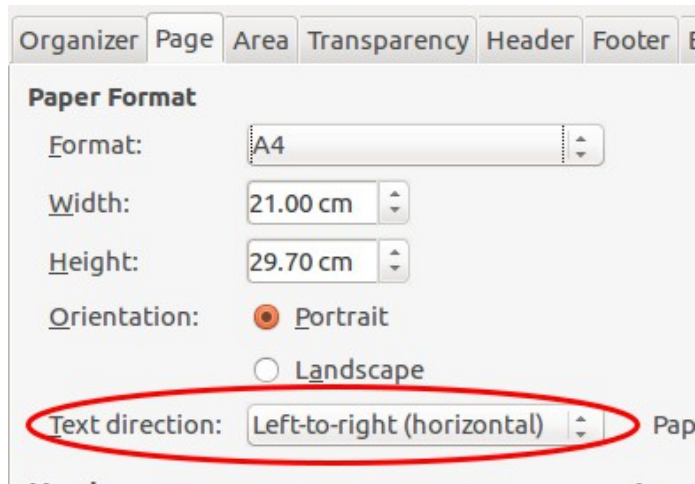 Organizer Page Area Transparency Header Footer
Paper Format
Format: A4
Width: 21.00 cm
Height: 29.70 cm
Orientation: Portrait
Landscape
Text direction: Left-to-right (horizontal) Pap